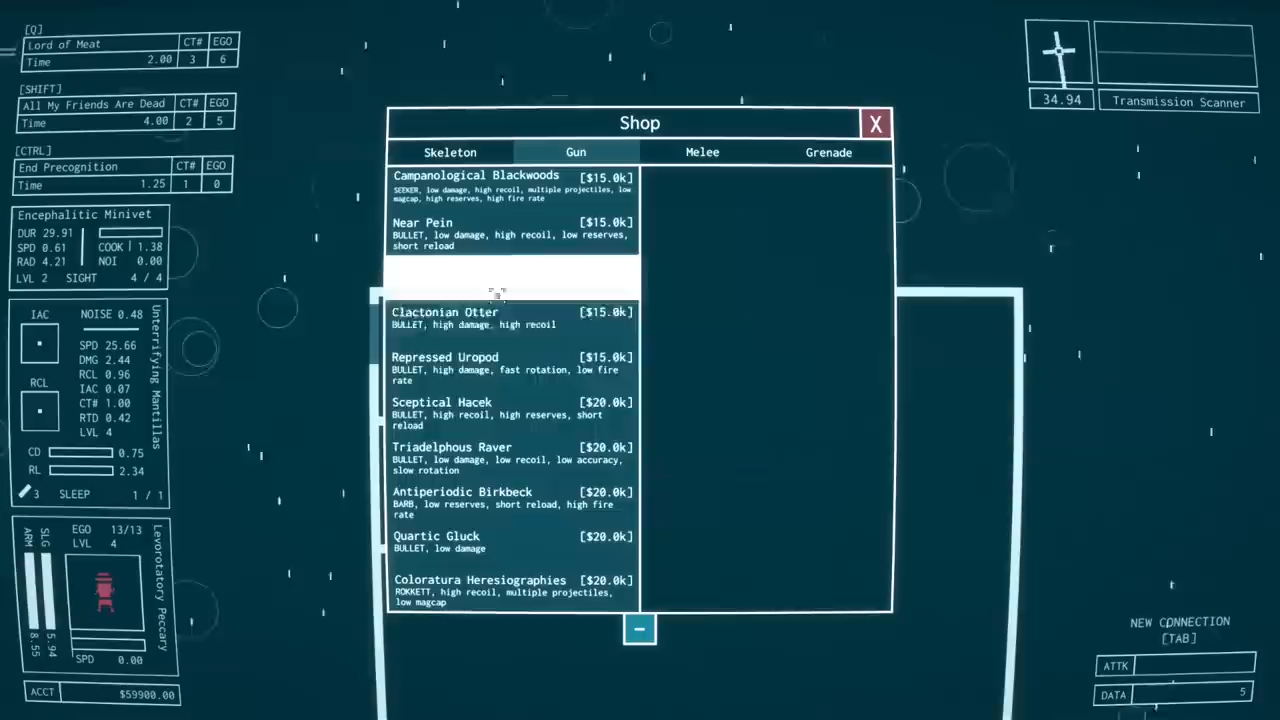 [Q]
Lord of Meat CT# EGO
Time 2.00 3 6
[SHIFT]
All My Friends Are Dead CT# EGO
Time 4.00 2 5
[CTRL]
End Precognition CT# EGO
Time 1.25 1 0
Encephalitic Minivet
DUR 29.91
SPD 0.61 COOK 1.38
RAD 4.21 NOI 0.00
LVL 2 SIGHT 4 / 4
IAC NOISE 0.48
SPD 25.66
DMG 2.44
RCL RCL 0.96
IAC 0.07
CT# 1.00
RTD 0.42
LVL 4
Unterrifying Mantillas
CD 0.75
RL 2.34
3 SLEEP 1 / 1
ARM SLG EGO 13/13
LVL 4
Levorotatory Peccary
8.55 5.94
SPD 0.00
ACCT $59900.00
Shop X
Skeleton Gun Melee Grenade
Campanological Blackwoods [$15.0k]
SEEKER, low damage, high recoil, multiple projectiles, low
magcap, high reserves, high fire rate
Near Pein [$15.0k]
BULLET, low damage, high recoil, low reserves,
short reload
Clactonian Otter [$15.0k]
BULLET, high damage, high recoil
Repressed Uropod [$15.0k]
BULLET, high damage, fast rotation, low fire
rate
Sceptical Hacek [$20.0k]
BULLET, high recoil, high reserves, short
reload
Triadelphous Raver [$20.0k]
BULLET, low damage, low recoil, low accuracy,
slow rotation
Antiperiodic Birkbeck [$20.0k]
BARB, low reserves, short reload, high fire
rate
Quartic Gluck [$20.0k]
BULLET, low damage
Coloratura Heresiographies [$20.0k]
ROKKETT, high recoil, multiple projectiles,
low magcap
–
34.94 Transmission Scanner
NEW CONNECTION
[TAB]
ATTK
DATA 5